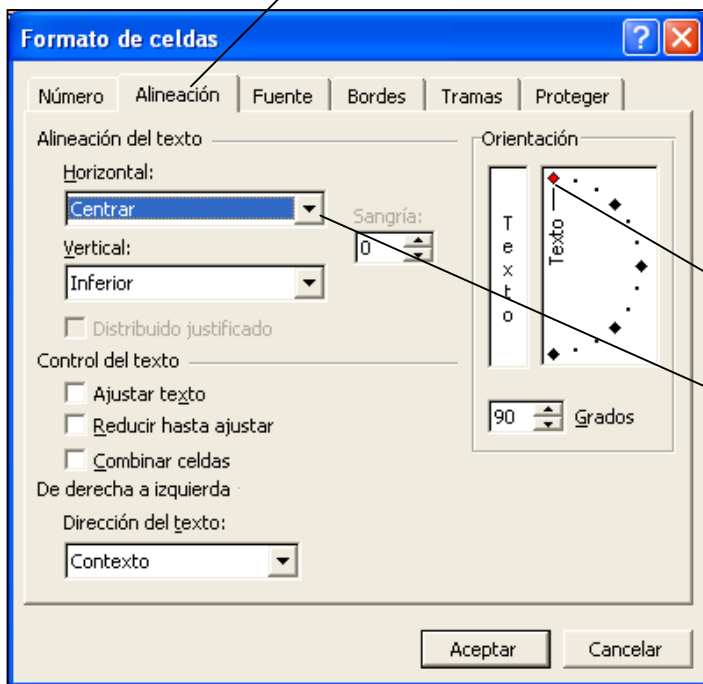 Formato de celdas
Número Alineación Fuente Bordes Tramas Proteger
Alineación del texto
Horizontal:
Centrar
Sangría:
0
Vertical:
Inferior
Distribuido justificado
Control del texto
Ajustar texto
Reducir hasta ajustar
Combinar celdas
De derecha a izquierda
Dirección del texto:
Contexto
Orientación
Texto
Texto
90 Grados
Aceptar Cancelar